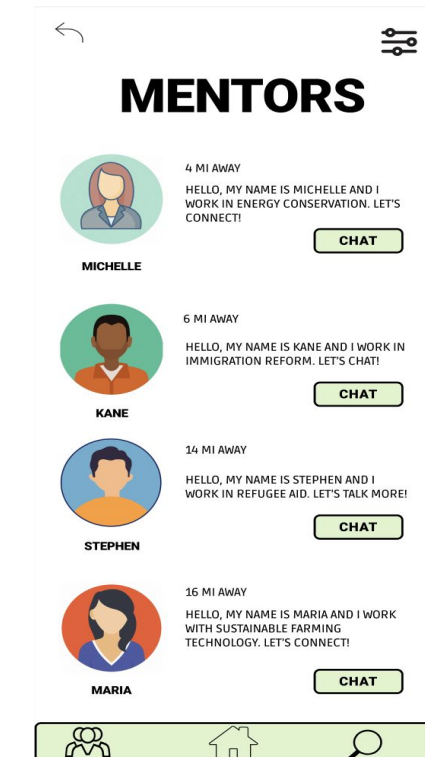 MENTORS
4 MI AWAY
HELLO, MY NAME IS MICHELLE AND I
WORK IN ENERGY CONSERVATION. LET'S
CONNECT!
CHAT
MICHELLE
6 MI AWAY
HELLO, MY NAME IS KANE AND I WORK IN
IMMIGRATION REFORM. LET'S CHAT!
CHAT
KANE
14 MI AWAY
HELLO, MY NAME IS STEPHEN AND I
WORK IN REFUGEE AID. LET'S TALK MORE!
CHAT
STEPHEN
16 MI AWAY
HELLO, MY NAME IS MARIA AND I WORK
WITH SUSTAINABLE FARMING
TECHNOLOGY. LET'S CONNECT!
CHAT
MARIA